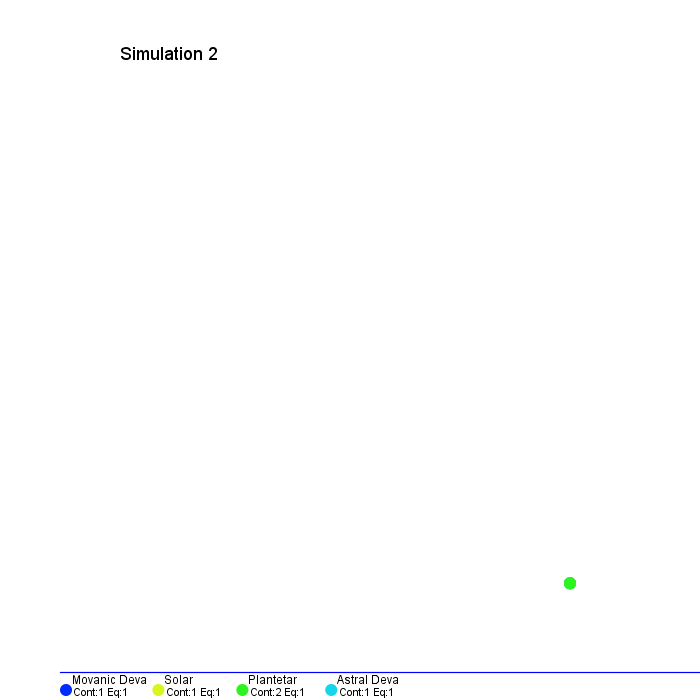 Simulation 2
Movanic Deva Solar Plantetar Astral Deva
Cont:1 Eq:1 Cont:1 Eq:1 Cont:2 Eq:1 Cont:1 Eq:1